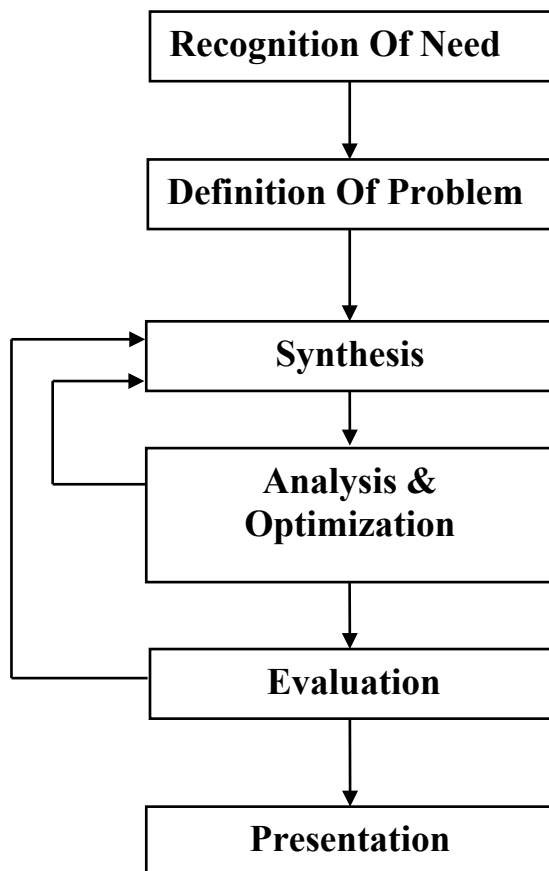 Recognition Of Need
Definition Of Problem
Synthesis
Analysis &
Optimization
Evaluation
Presentation